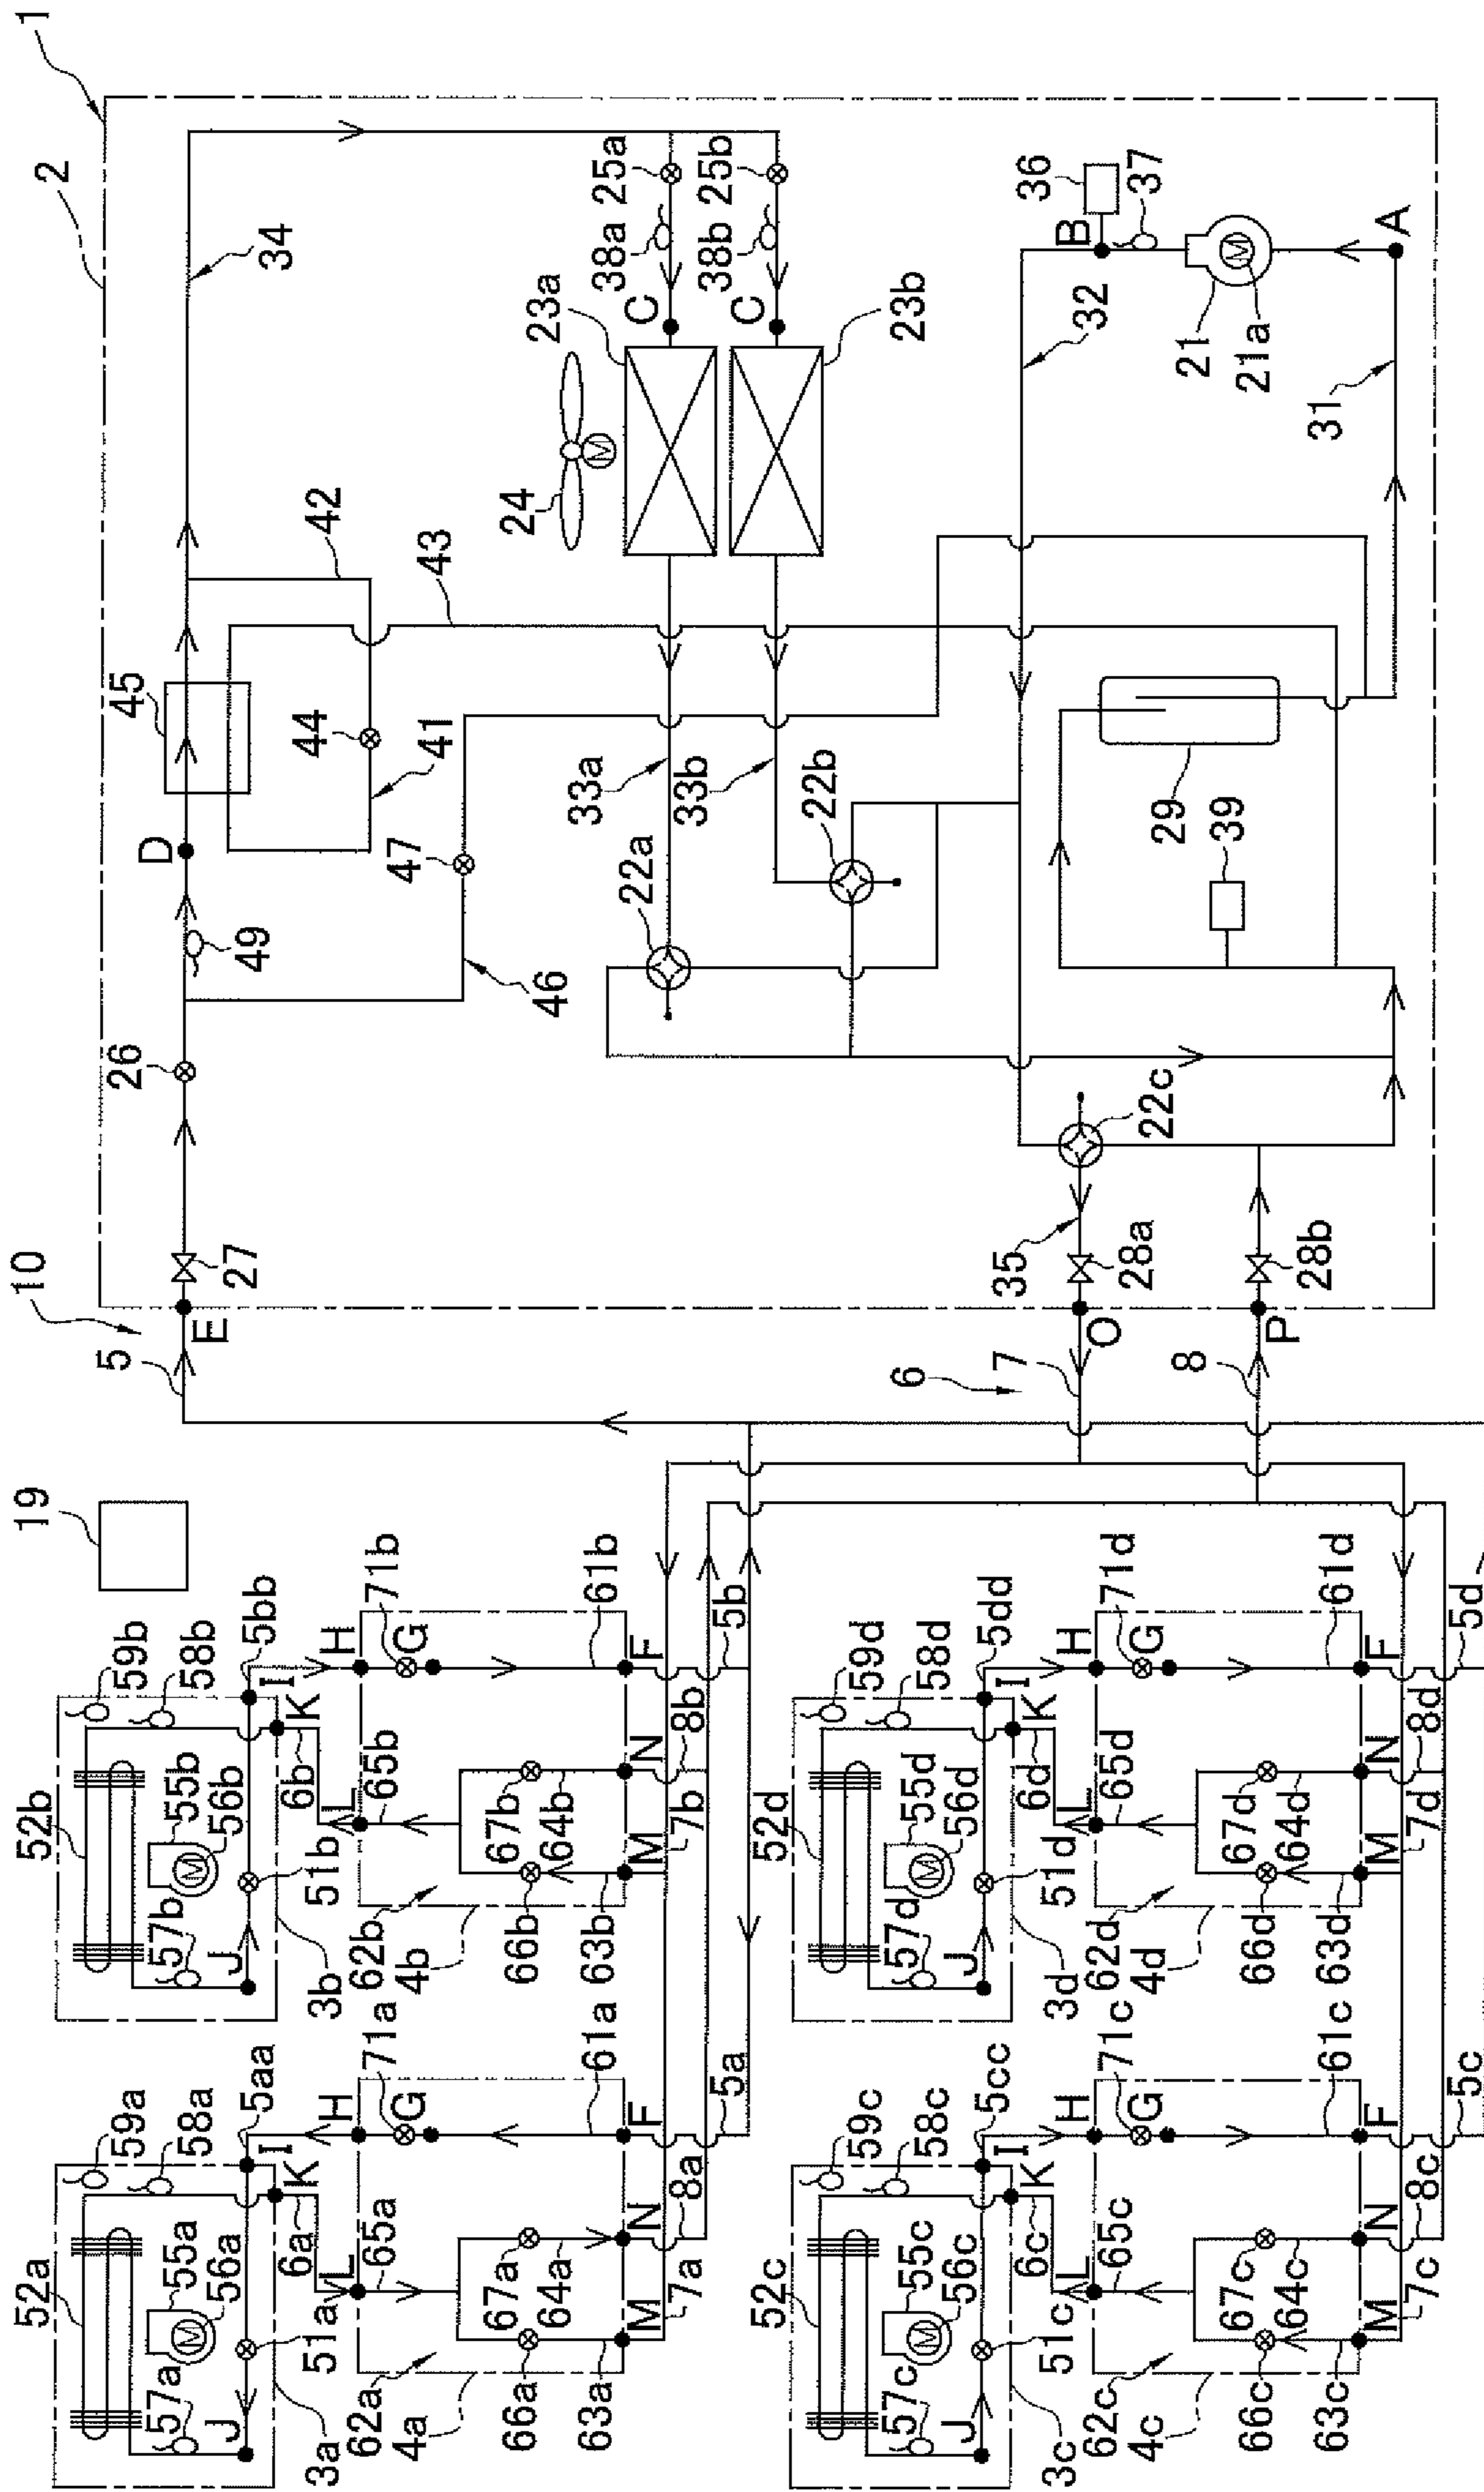 1
2
34
25a
25b
36
37
38a
38b
B
A
C
C
23a
23b
32
21
21a
31
24
M
M
42
43
45
44
41
33a
33b
22b
29
39
D
47
22a
49
46
26
22c
27
10
E
5
35
28a
28b
O
P
6
7
8
19
59b
58b
5bb
71b
61b
5b
H
G
F
I
K
52b
55b
56b
M
6b
L
65b
8b
N
67b
64b
57b
51b
J
3b
62b
4b
66b
63b
M
7b
59d
58d
5dd
71d
61d
5d
H
G
F
I
K
52d
55d
56d
M
6d
L
65d
8d
N
67d
64d
57d
51d
J
3d
62d
4d
66d
63d
M
7d
59a
58a
5aa
71a
61a
5a
H
G
F
I
K
52a
55a
56a
M
6a
L
65a
8a
N
67a
64a
57a
51a
J
3a
62a
4a
66a
63a
M
7a
59c
58c
5cc
71c
61c
5c
H
G
F
I
K
52c
55c
56c
M
6c
L
65c
8c
N
67c
64c
57c
51c
J
3c
62c
4c
66c
63c
M
7c